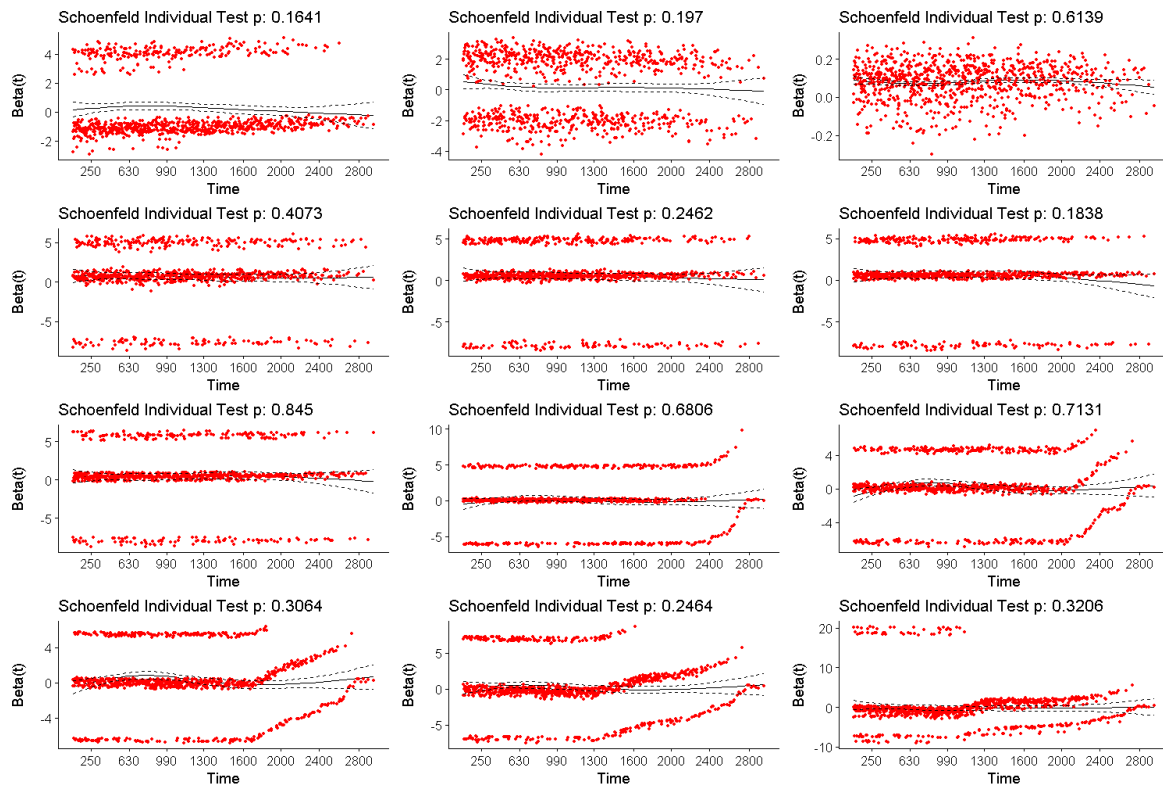 Schoenfeld Individual Test p: 0.1641
Beta(t)
4
2
0
-2
250 630 990 1300 1600 2000 2400 2800
Time
Schoenfeld Individual Test p: 0.197
Beta(t)
2
0
-2
-4
250 630 990 1300 1600 2000 2400 2800
Time
Schoenfeld Individual Test p: 0.6139
Beta(t)
0.2
0.0
-0.2
250 630 990 1300 1600 2000 2400 2800
Time
Schoenfeld Individual Test p: 0.4073
Beta(t)
5
0
-5
250 630 990 1300 1600 2000 2400 2800
Time
Schoenfeld Individual Test p: 0.2462
Beta(t)
5
0
-5
250 630 990 1300 1600 2000 2400 2800
Time
Schoenfeld Individual Test p: 0.1838
Beta(t)
5
0
-5
250 630 990 1300 1600 2000 2400 2800
Time
Schoenfeld Individual Test p: 0.845
Beta(t)
5
0
-5
250 630 990 1300 1600 2000 2400 2800
Time
Schoenfeld Individual Test p: 0.6806
Beta(t)
10
5
0
-5
250 630 990 1300 1600 2000 2400 2800
Time
Schoenfeld Individual Test p: 0.7131
Beta(t)
4
0
-4
250 630 990 1300 1600 2000 2400 2800
Time
Schoenfeld Individual Test p: 0.3064
Beta(t)
4
0
-4
250 630 990 1300 1600 2000 2400 2800
Time
Schoenfeld Individual Test p: 0.2464
Beta(t)
5
0
-5
250 630 990 1300 1600 2000 2400 2800
Time
Schoenfeld Individual Test p: 0.3206
Beta(t)
20
10
0
-10
250 630 990 1300 1600 2000 2400 2800
Time